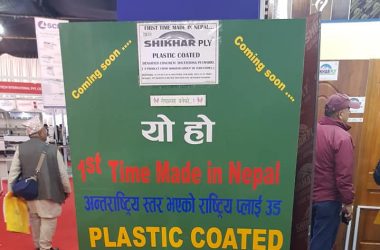 Coming soon ....
FIRST TIME MADE IN NEPAL...
SHIKHAR PLY
PLASTIC COATED
Coming soon ....
यो हो
1st Time Made in Nepal
अन्तराष्ट्रिय स्तर भएको राष्ट्रिय प्लाई उड
PLASTIC COATED